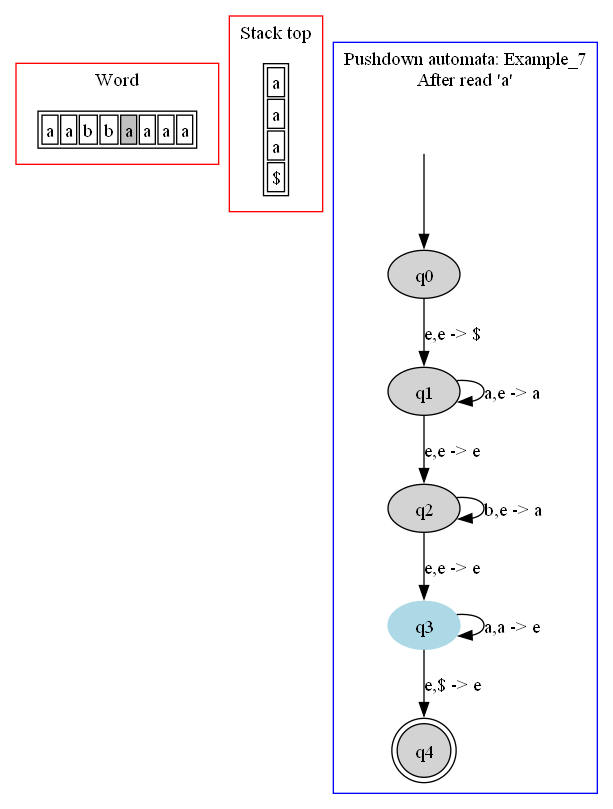 Word
a a b b a a a a
Stack top
a
a
a
$
Pushdown automata: Example_7
After read 'a'
q0
e,e -> $
q1
a,e -> a
e,e -> e
q2
b,e -> a
e,e -> e
q3
a,a -> e
e,$ -> e
q4